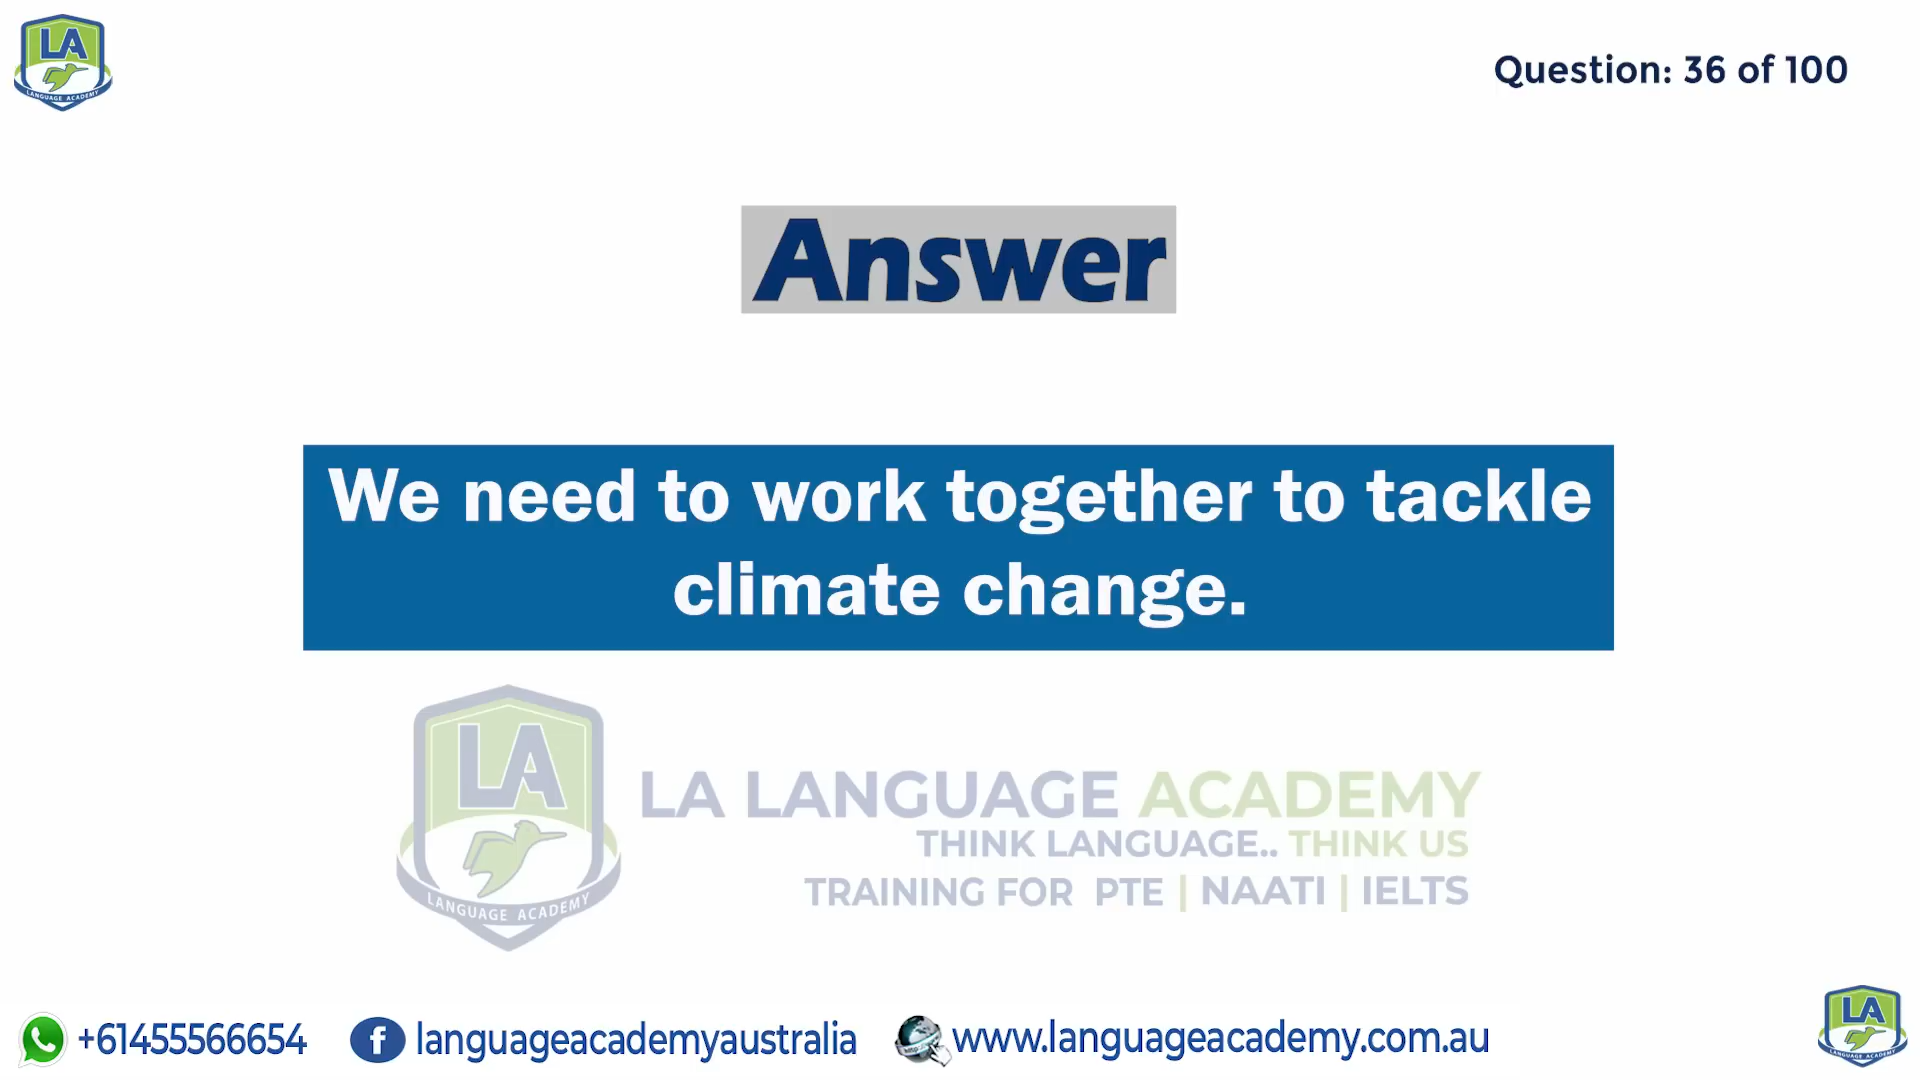 LA
LANGUAGE ACADEMY
Question: 36 of 100
Answer
We need to work together to tackle
climate change.
LA
LANGUAGE ACADEMY
LA LANGUAGE ACADEMY
THINK LANGUAGE.. THINK US
TRAINING FOR PTE | NAATI | IELTS
+61455566654
f languageacademyaustralia
www.languageacademy.com.au
LA
LANGUAGE ACADEMY